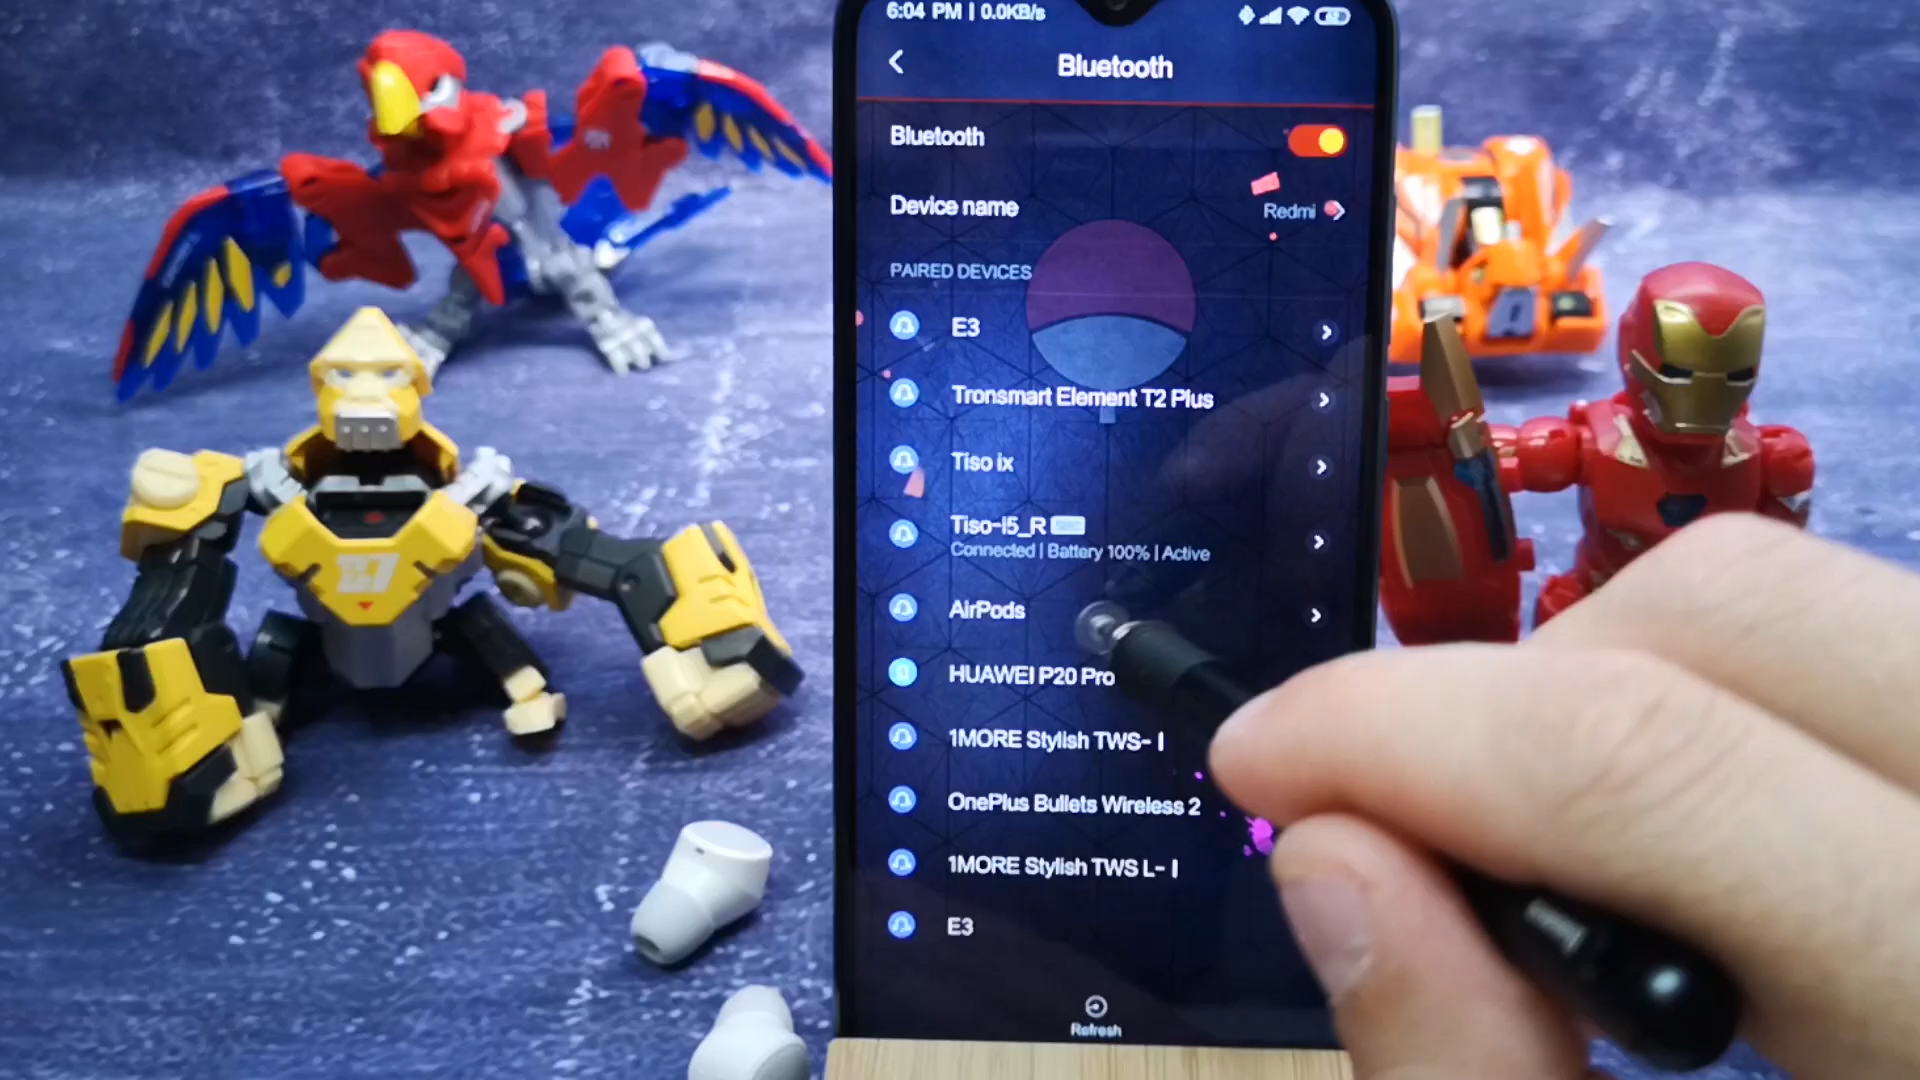 6:04 PM | 0.0KB/s
Bluetooth
Bluetooth
Device name
Redmi
PAIRED DEVICES
E3
Tronsmart Element T2 Plus
Tiso ix
Tiso-i5_R
Connected | Battery 100% | Active
AirPods
HUAWEI P20 Pro
1MORE Stylish TWS- I
OnePlus Bullets Wireless 2
1MORE Stylish TWS L- I
E3
Refresh